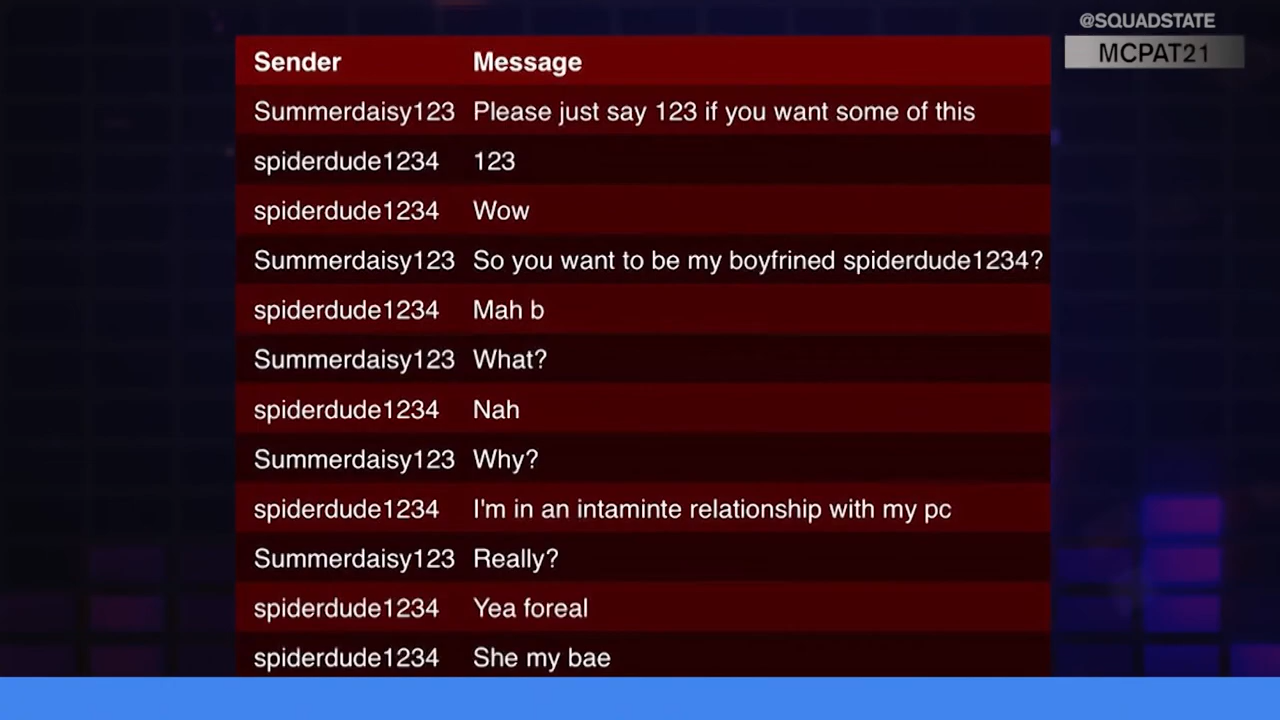 @SQUADSTATE
MCPAT21
Sender Message
Summerdaisy123 Please just say 123 if you want some of this
spiderdude1234 123
spiderdude1234 Wow
Summerdaisy123 So you want to be my boyfrined spiderdude1234?
spiderdude1234 Mah b
Summerdaisy123 What?
spiderdude1234 Nah
Summerdaisy123 Why?
spiderdude1234 I'm in an intaminte relationship with my pc
Summerdaisy123 Really?
spiderdude1234 Yea foreal
spiderdude1234 She my bae